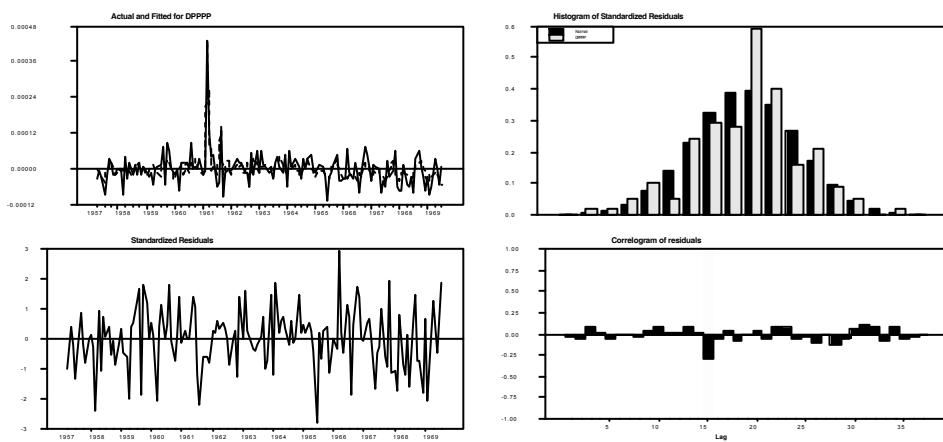 Actual and Fitted for DPPPP
0.00048
0.00036
0.00024
0.00012
0.00000
-0.00012
1957 1958 1959 1960 1961 1962 1963 1964 1965 1966 1967 1968 1969
Histogram of Standardized Residuals
Normal
DPPPP
0.6
0.5
0.4
0.3
0.2
0.1
0.0
Standardized Residuals
3
2
1
0
-1
-2
-3
1957 1958 1959 1960 1961 1962 1963 1964 1965 1966 1967 1968 1969
Correlogram of residuals
1.00
0.75
0.50
0.25
0.00
-0.25
-0.50
-0.75
-1.00
5 10 15 20 25 30 35
Lag